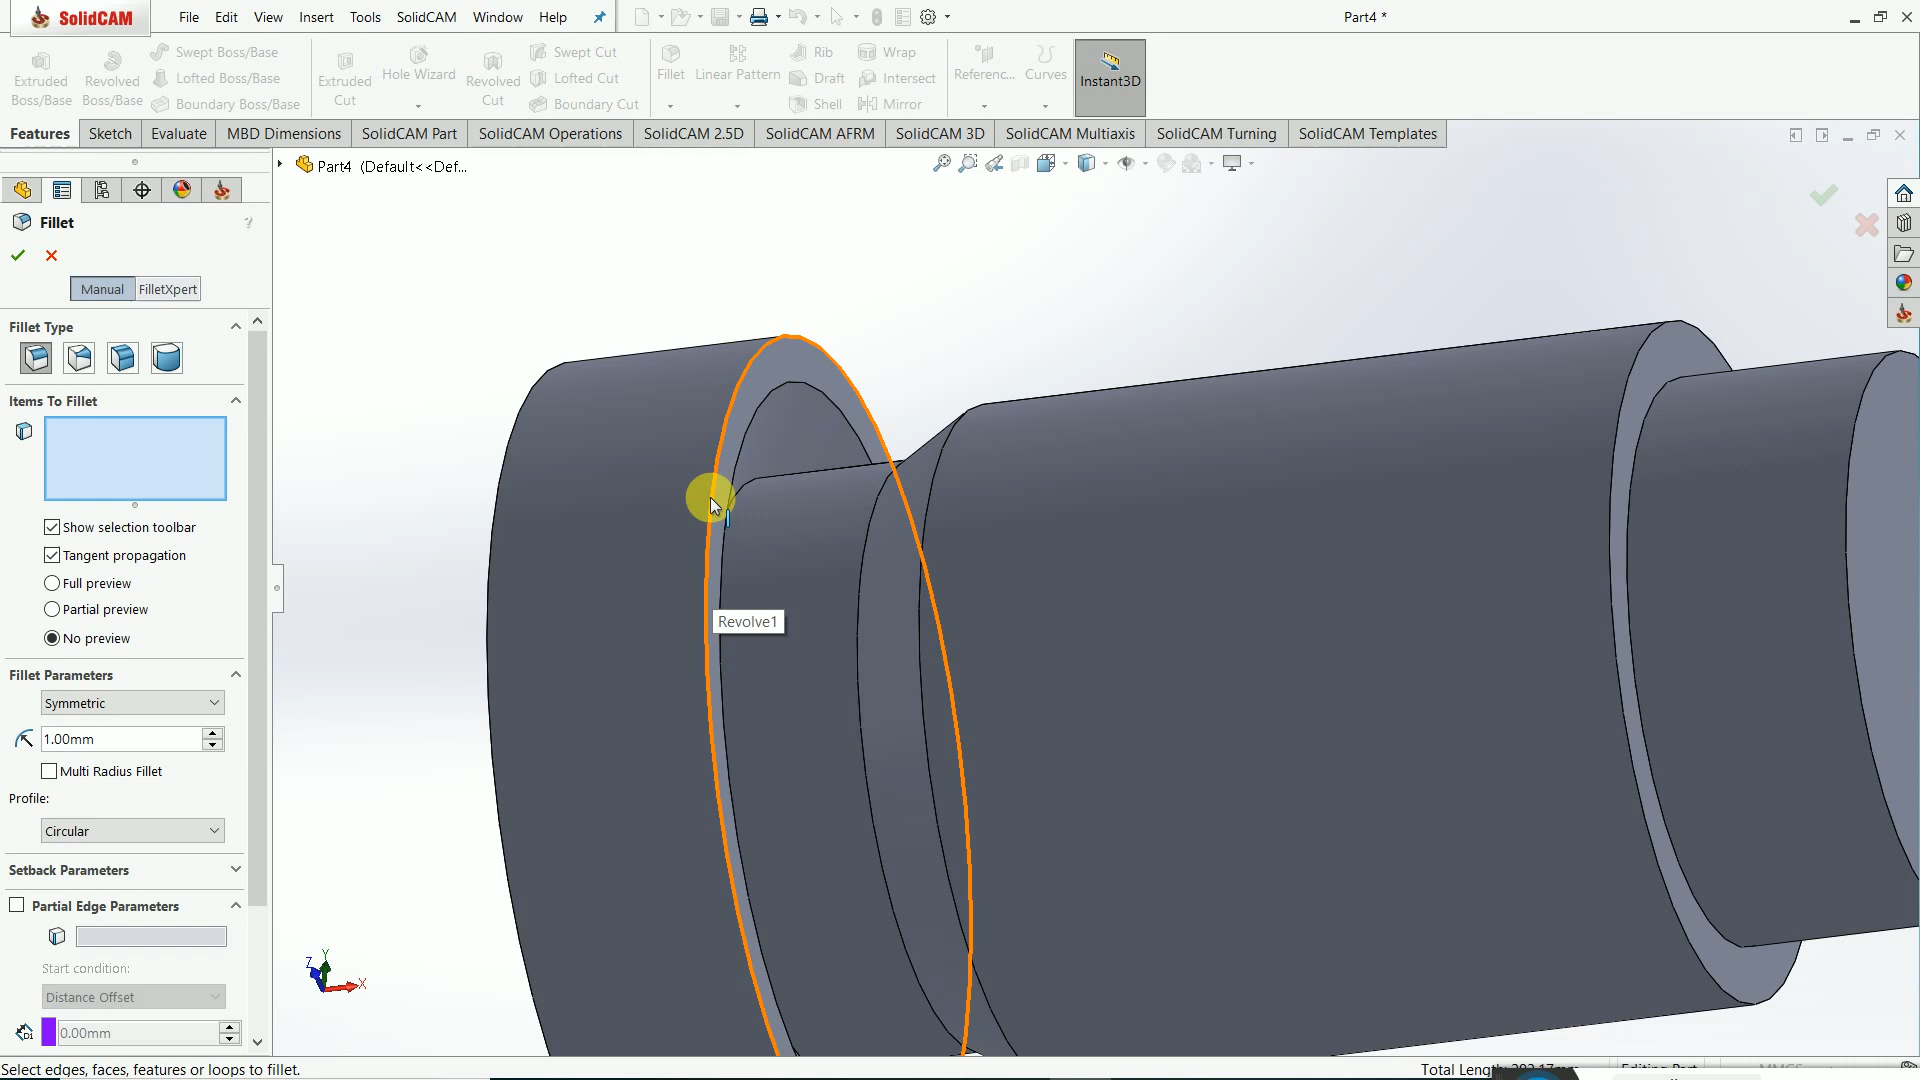 SolidCAM File Edit View Insert Tools SolidCAM Window Help Part4 *
Extruded Boss/Base
Revolved Boss/Base
Swept Boss/Base
Lofted Boss/Base
Boundary Boss/Base
Extruded Cut
Hole Wizard
Revolved Cut
Swept Cut
Lofted Cut
Boundary Cut
Fillet
Linear Pattern
Rib
Draft
Shell
Wrap
Intersect
Mirror
Referenc...
Curves
Instant3D
Features Sketch Evaluate MBD Dimensions SolidCAM Part SolidCAM Operations SolidCAM 2.5D SolidCAM AFRM SolidCAM 3D SolidCAM Multiaxis SolidCAM Turning SolidCAM Templates
Part4 (Default<<Def...
Fillet ?
Manual FilletXpert
Fillet Type
Items To Fillet
Show selection toolbar
Tangent propagation
Full preview
Partial preview
No preview
Revolve1
Fillet Parameters
Symmetric
1.00mm
Multi Radius Fillet
Profile:
Circular
Setback Parameters
Partial Edge Parameters
Start condition:
Distance Offset
0.00mm
Y
Z
X
Select edges, faces, features or loops to fillet.